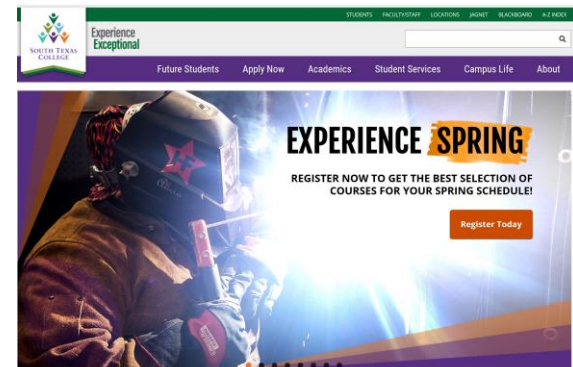 STUDENTS FACULTY/STAFF LOCATIONS JAGNET BLACKBOARD A-Z INDEX
SOUTH TEXAS
COLLEGE
Experience
Exceptional
Future Students Apply Now Academics Student Services Campus Life About
EXPERIENCE SPRING
REGISTER NOW TO GET THE BEST SELECTION OF
COURSES FOR YOUR SPRING SCHEDULE!
Register Today